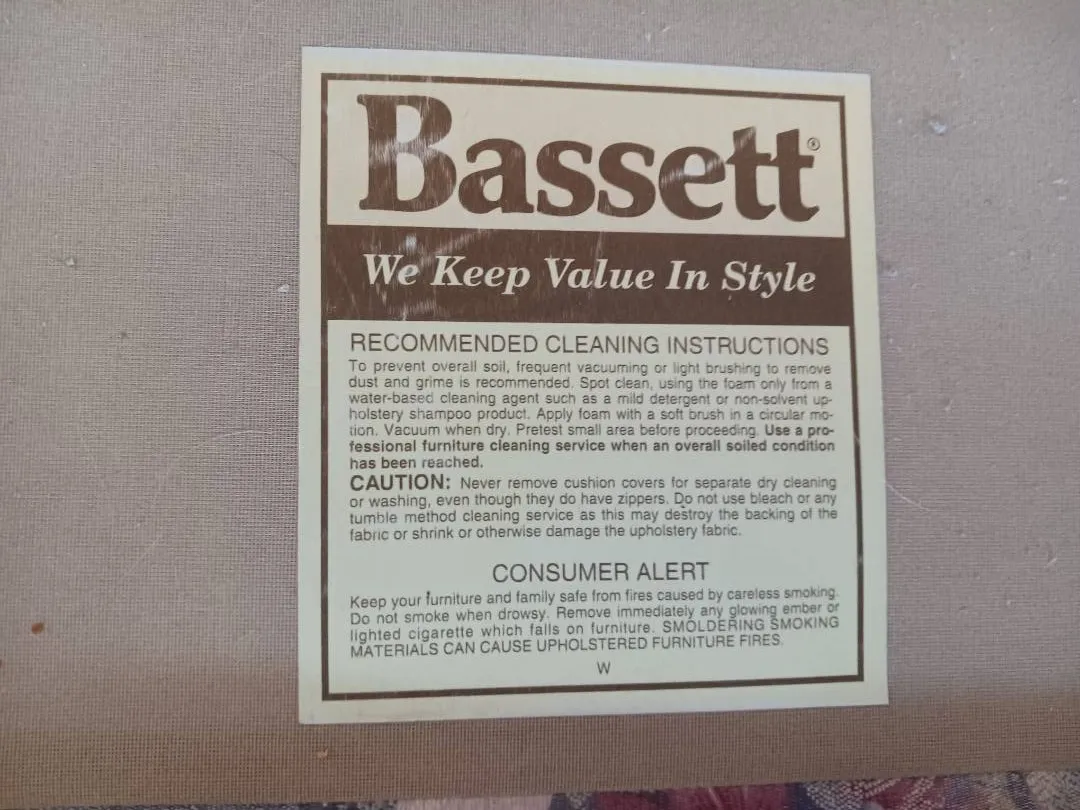 Bassett®
We Keep Value In Style
RECOMMENDED CLEANING INSTRUCTIONS
To prevent overall soil, frequent vacuuming or light brushing to remove
dust and grime is recommended. Spot clean, using the foam only from a
water-based cleaning agent such as a mild detergent or non-solvent up-
holstery shampoo product. Apply foam with a soft brush in a circular mo-
tion. Vacuum when dry. Pretest small area before proceeding. Use a pro-
fessional furniture cleaning service when an overall soiled condition
has been reached.
CAUTION: Never remove cushion covers for separate dry cleaning
or washing, even though they do have zippers. Do not use bleach or any
tumble method cleaning service as this may destroy the backing of the
fabric or shrink or otherwise damage the upholstery fabric.
CONSUMER ALERT
Keep your furniture and family safe from fires caused by careless smoking.
Do not smoke when drowsy. Remove immediately any glowing ember or
lighted cigarette which falls on furniture. SMOLDERING SMOKING
MATERIALS CAN CAUSE UPHOLSTERED FURNITURE FIRES.
W